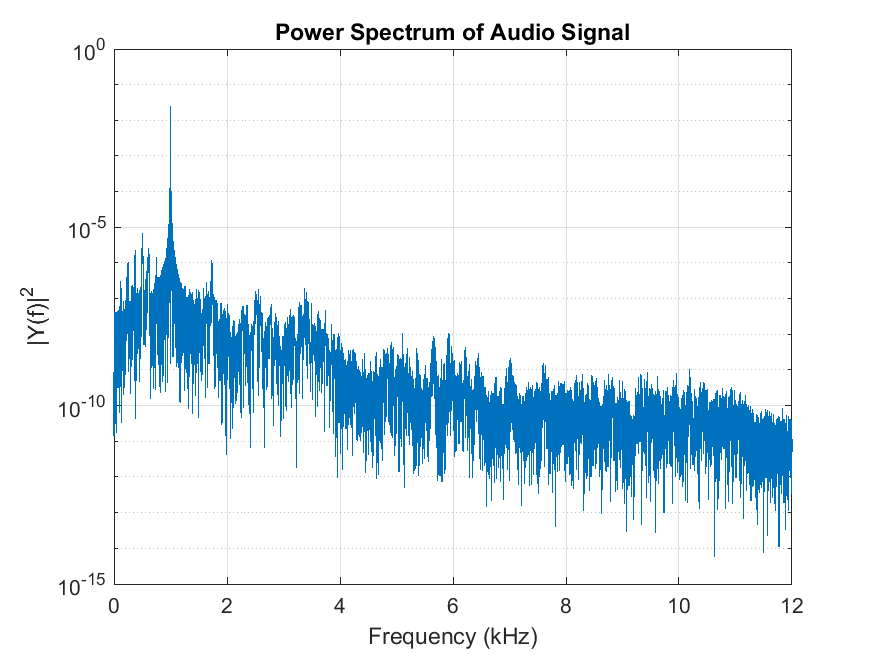 Power Spectrum of Audio Signal
10^0
10^-5
10^-10
10^-15
|Y(f)|^2
0 2 4 6 8 10 12
Frequency (kHz)